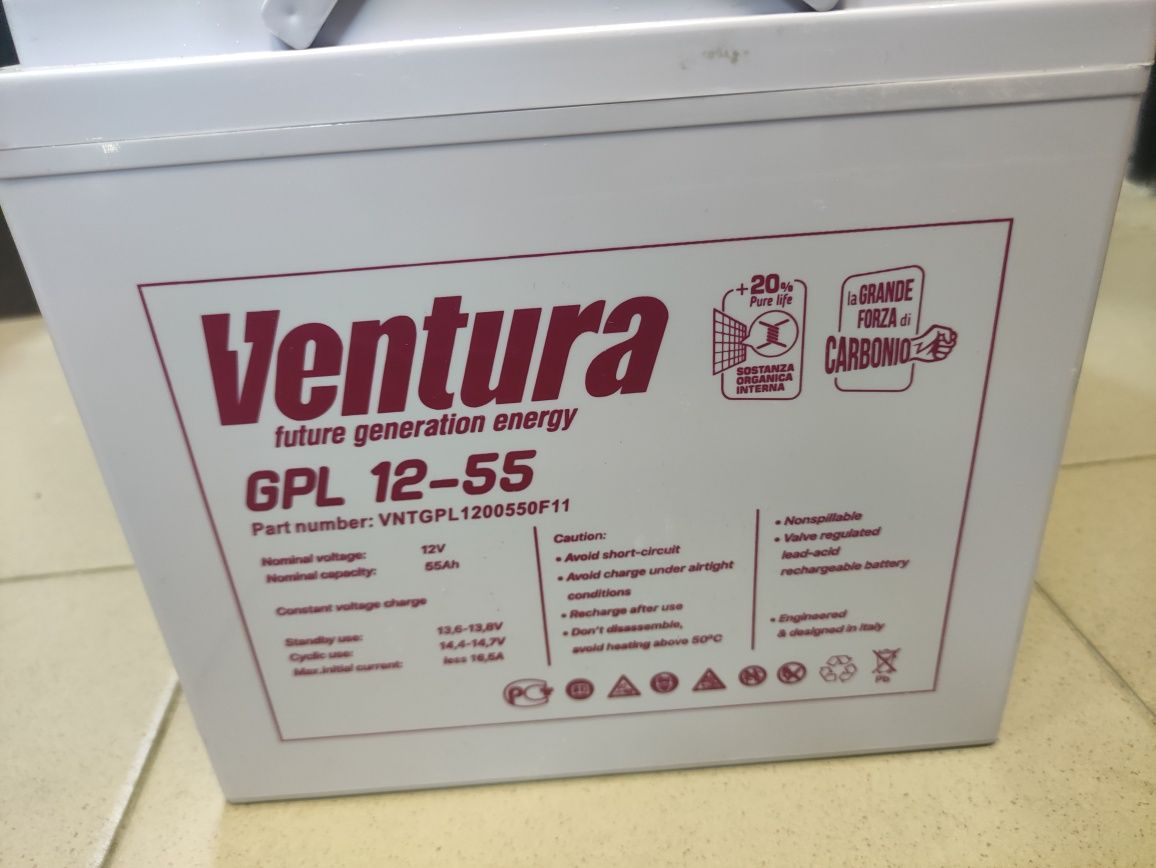 Ventura
future generation energy
GPL 12-55
Part number: VNTGPL1200550F11
Nominal voltage: 12V
Nominal capacity: 55Ah
Constant voltage charge
Standby use: 13,6-13,8V
Cyclic use: 14,4-14,7V
Max.initial current: less 16,5A
Caution:
• Avoid short-circuit
• Avoid charge under airtight
conditions
• Recharge after use
• Don't disassemble,
avoid heating above 50°C
• Nonspillable
• Valve regulated
lead-acid
rechargeable battery
• Engineered
& designed in Italy
+20%
Pure life
SOSTANZA
ORGANICA
INTERNA
la GRANDE
FORZA di
CARBONIO
Pb